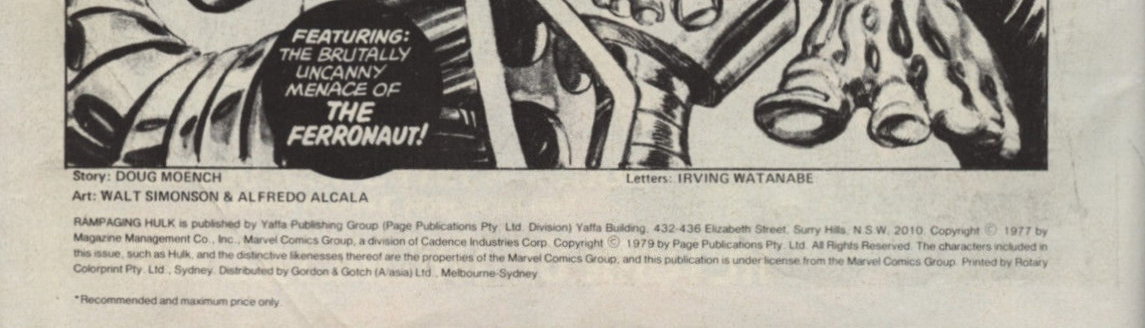 FEATURING:
THE BRUTALLY
UNCANNY
MENACE OF
THE
FERRONAUT!
Story: DOUG MOENCH
Letters: IRVING WATANABE
Art: WALT SIMONSON & ALFREDO ALCALA
RAMPAGING HULK is published by Yaffa Publishing Group (Page Publications Pty. Ltd. Division) Yaffa Building, 432-436 Elizabeth Street, Surry Hills, N.S.W. 2010. Copyright © 1977 by
Magazine Management Co., Inc., Marvel Comics Group, a division of Cadence Industries Corp. Copyright © 1979 by Page Publications Pty. Ltd. All Rights Reserved. The characters included in
this issue, such as Hulk, and the distinctive likenesses thereof are the properties of the Marvel Comics Group, and this publication is under license from the Marvel Comics Group. Printed by Rotary
Colorprint Pty. Ltd., Sydney. Distributed by Gordon & Gotch (A/asia) Ltd., Melbourne-Sydney.
*Recommended and maximum price only.